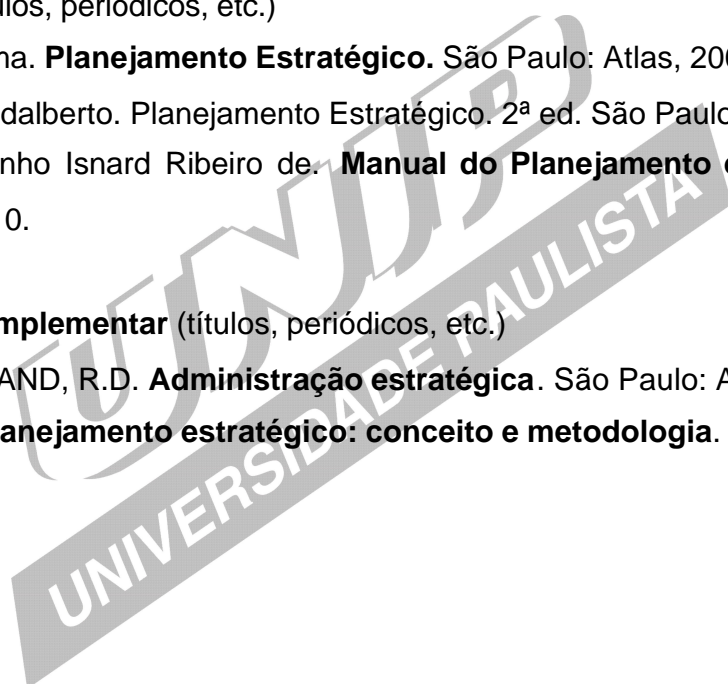 ulos, periódicos, etc.)
na. Planejamento Estratégico. São Paulo: Atlas, 200
dalberto. Planejamento Estratégico. 2ª ed. São Paulo
nho Isnard Ribeiro de. Manual do Planejamento
0.
mplementar (títulos, periódicos, etc.)
AND, R.D. Administração estratégica. São Paulo: A
lanejamento estratégico: conceito e metodologia.
UNIP
UNIVERSIDADE PAULISTA